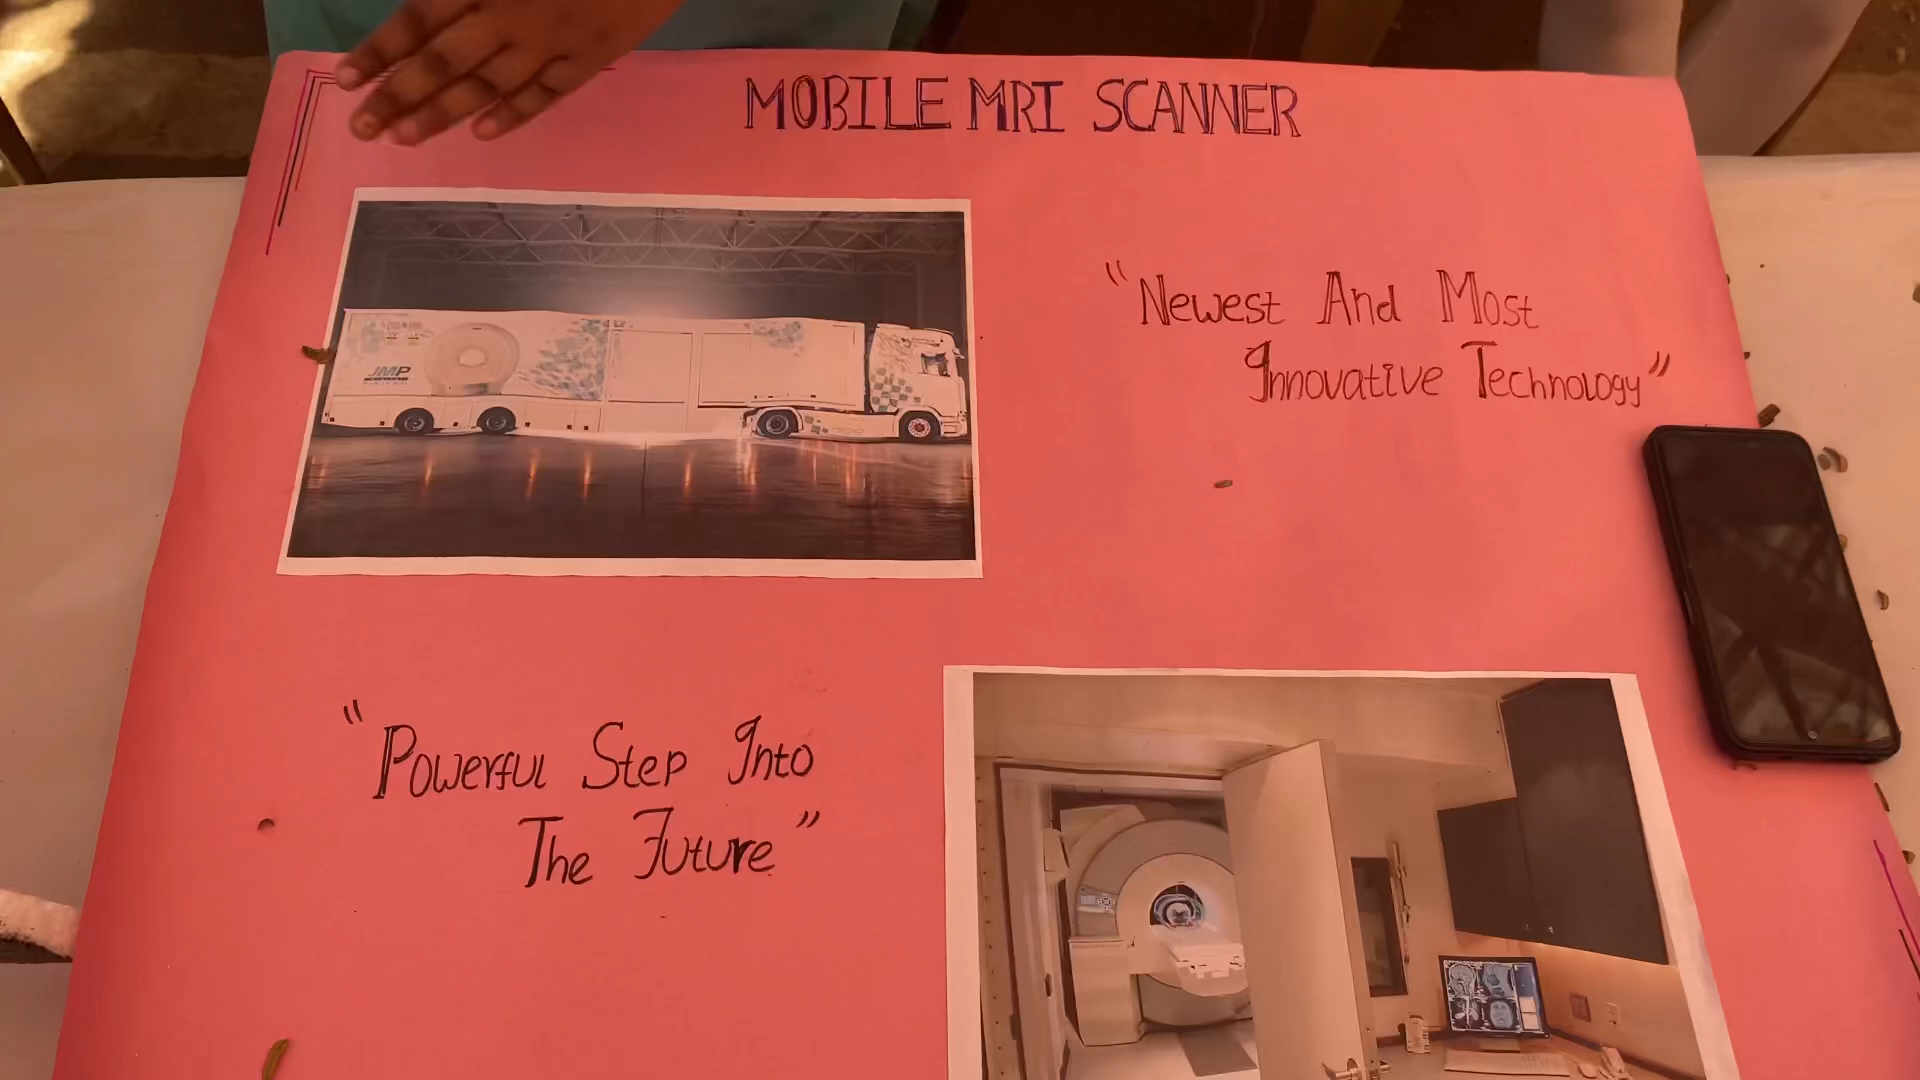 MOBILE MRI SCANNER
JMP
"Newest And Most
Innovative Technology"
"Powerful Step Into
The Future"